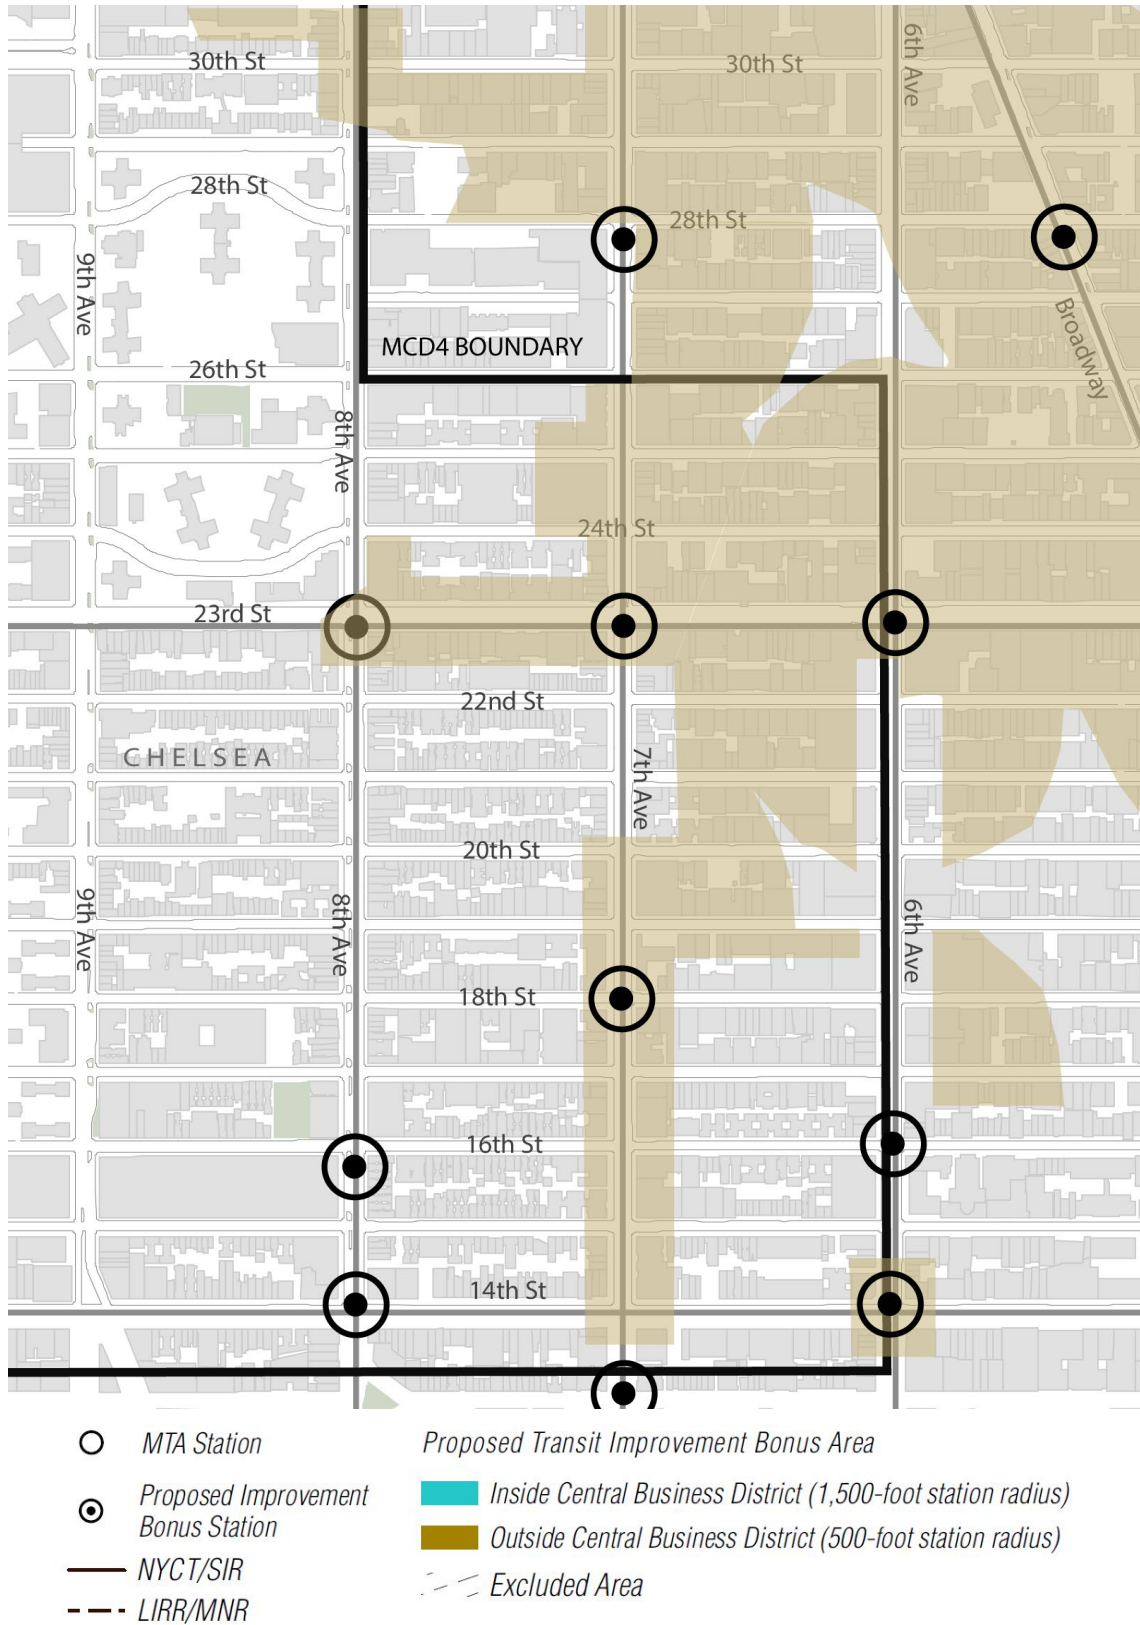 30th St
30th St
6th Ave
28th St
28th St
9th Ave
Broadway
MCD4 BOUNDARY
26th St
8th Ave
24th St
23rd St
22nd St
CHELSEA
7th Ave
20th St
9th Ave
8th Ave
6th Ave
18th St
16th St
14th St
MTA Station
Proposed Improvement
Bonus Station
NYCT/SIR
LIRR/MNR
Proposed Transit Improvement Bonus Area
Inside Central Business District (1,500-foot station radius)
Outside Central Business District (500-foot station radius)
Excluded Area